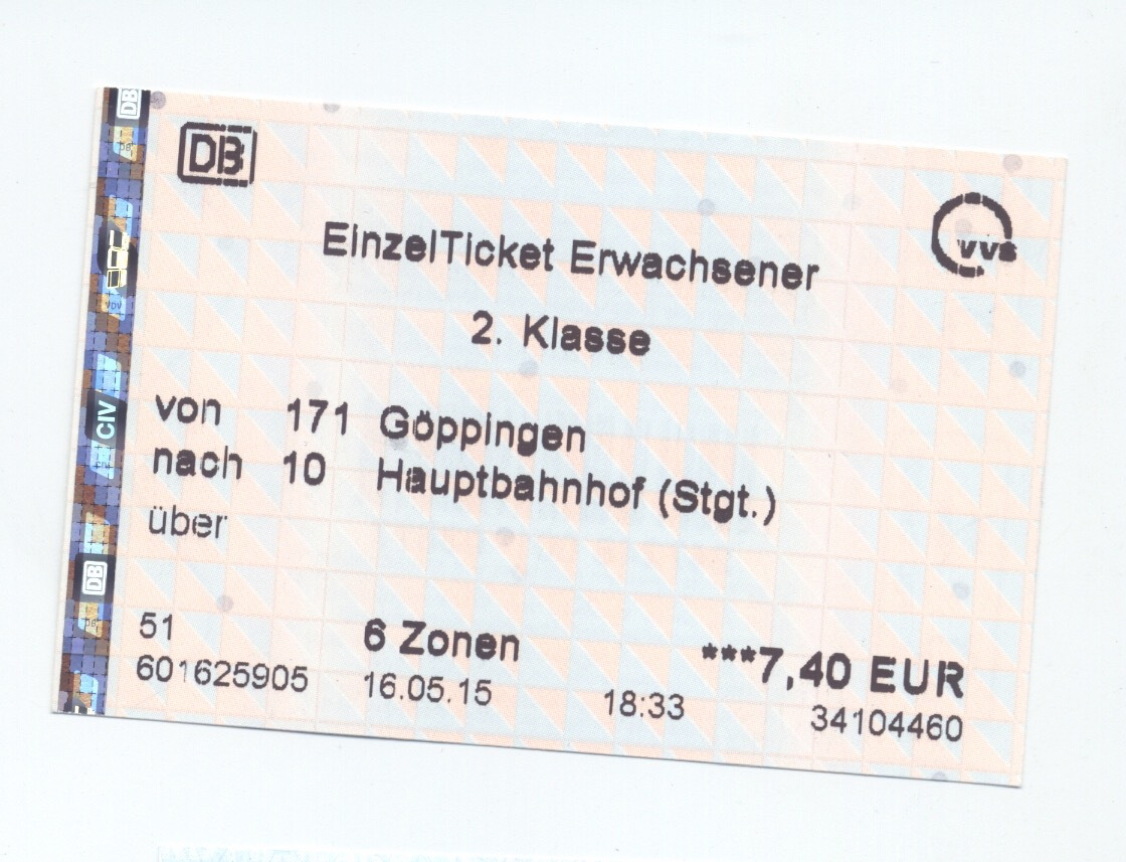 DB
VVS
EinzelTicket Erwachsener
2. Klasse
von 171 Göppingen
nach 10 Hauptbahnhof (Stgt.)
über
51 6 Zonen ***7,40 EUR
601625905 16.05.15 18:33 34104460
DB
CIV
DB